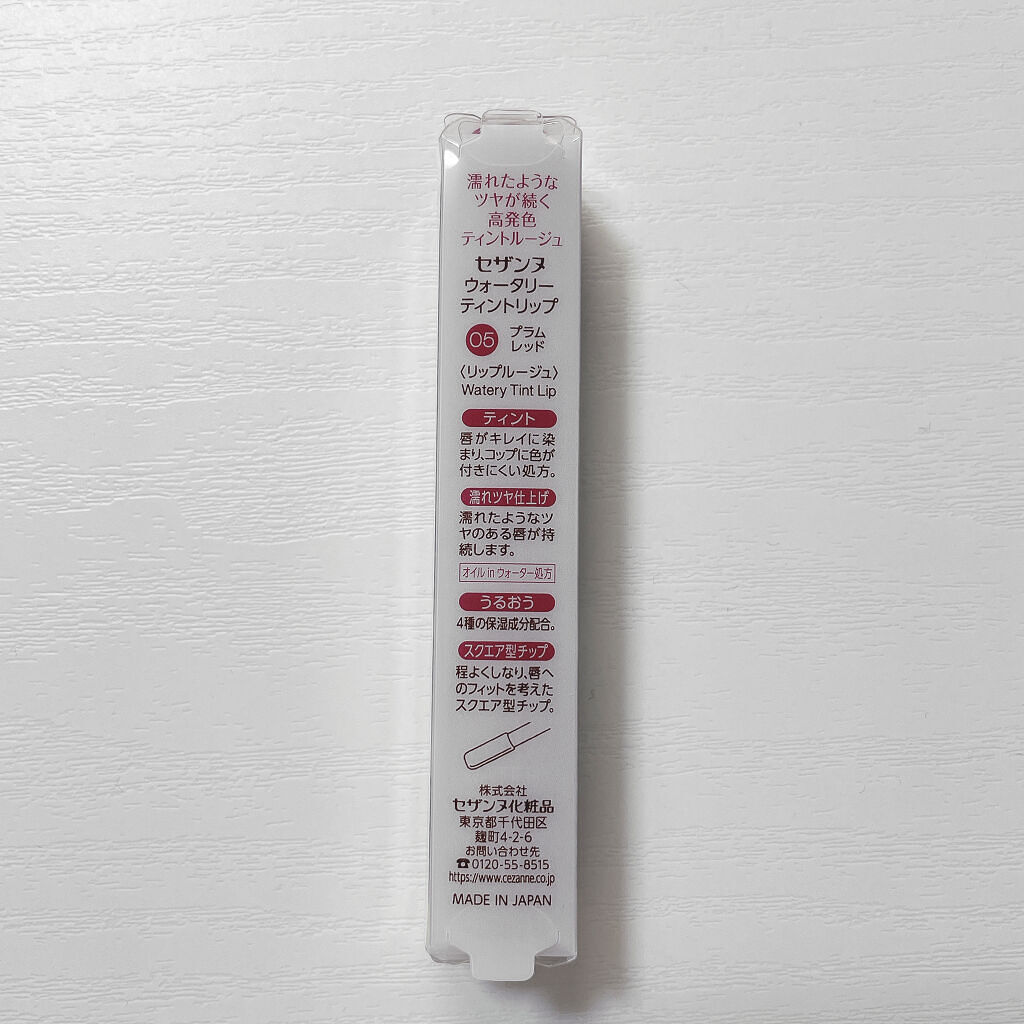 濡れたような
ツヤが続く
高発色
ティントルージュ
セザンヌ
ウォータリー
ティントリップ
05 プラム
レッド
〈リップルージュ〉
Watery Tint Lip
ティント
唇がキレイに染
まり、コップに色が
付きにくい処方。
濡れツヤ仕上げ
濡れたようなツ
ヤのある唇が持
続します。
オイル in ウォーター処方
うるおう
4種の保湿成分配合。
スクエア型チップ
程よくしなり、唇へ
のフィットを考えた
スクエア型チップ。
株式会社
セザンヌ化粧品
東京都千代田区
麹町4-2-6
お問い合わせ先
☎0120-55-8515
https://www.cezanne.co.jp
MADE IN JAPAN